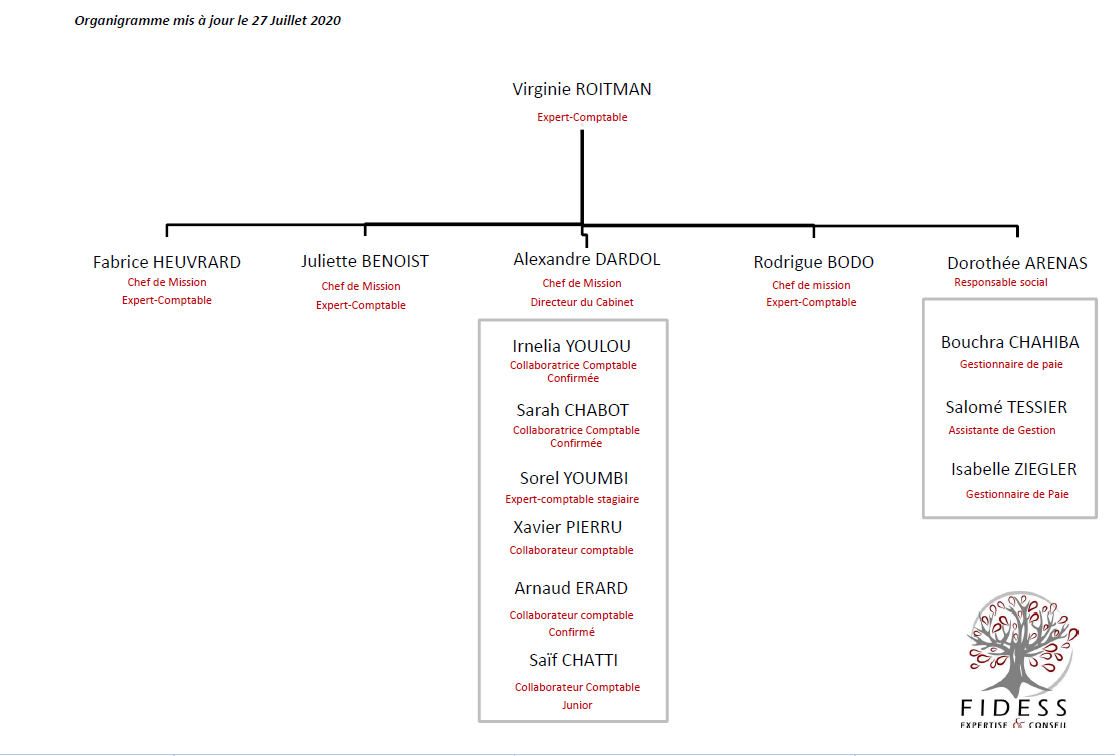 Organigramme mis à jour le 27 Juillet 2020
Virginie ROITMAN
Expert-Comptable
Fabrice HEUVRARD
Chef de Mission
Expert-Comptable
Juliette BENOIST
Chef de Mission
Expert-Comptable
Alexandre DARDOL
Chef de Mission
Directeur du Cabinet
Rodrigue BODO
Chef de mission
Expert-Comptable
Dorothée ARENAS
Responsable social
Irnelia YOULOU
Collaboratrice Comptable
Confirmée
Sarah CHABOT
Collaboratrice Comptable
Confirmée
Sorel YOUMBI
Expert-comptable stagiaire
Xavier PIERRU
Collaborateur comptable
Arnaud ERARD
Collaborateur comptable
Confirmé
Saïf CHATTI
Collaborateur Comptable
Junior
Bouchra CHAHIBA
Gestionnaire de paie
Salomé TESSIER
Assistante de Gestion
Isabelle ZIEGLER
Gestionnaire de Paie
FIDESS
EXPERTISE & CONSEIL